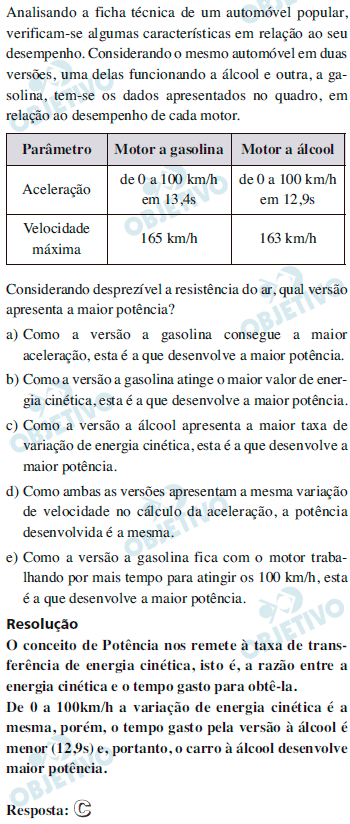 Analisando a ficha técnica de um automóvel popular,
verificam-se algumas características em relação ao seu
desempenho. Considerando o mesmo automóvel em duas
versões, uma delas funcionando a álcool e outra, a ga-
solina, tem-se os dados apresentados no quadro, em
relação ao desempenho de cada motor.
Parâmetro Motor a gasolina Motor a álcool
Aceleração de 0 a 100 km/h em 13,4s de 0 a 100 km/h em 12,9s
Velocidade máxima 165 km/h 163 km/h
Considerando desprezível a resistência do ar, qual versão
apresenta a maior potência?
a) Como a versão a gasolina consegue a maior
aceleração, esta é a que desenvolve a maior potência.
b) Como a versão a gasolina atinge o maior valor de ener-
gia cinética, esta é a que desenvolve a maior potência.
c) Como a versão a álcool apresenta a maior taxa de
variação de energia cinética, esta é a que desenvolve a
maior potência.
d) Como ambas as versões apresentam a mesma variação
de velocidade no cálculo da aceleração, a potência
desenvolvida é a mesma.
e) Como a versão a gasolina fica com o motor traba-
lhando por mais tempo para atingir os 100 km/h, esta
é a que desenvolve a maior potência.
Resolução
O conceito de Potência nos remete à taxa de trans-
ferência de energia cinética, isto é, a razão entre a
energia cinética e o tempo gasto para obtê-la.
De 0 a 100km/h a variação de energia cinética é a
mesma, porém, o tempo gasto pela versão à álcool é
menor (12,9s) e, portanto, o carro à álcool desenvolve
maior potência.
Resposta: C
OBJETIVO